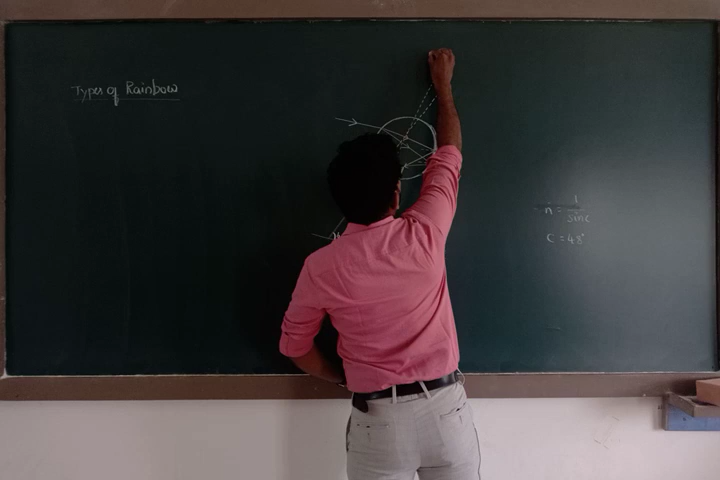 Types of Rainbow
n = 1/sinc
C = 48°